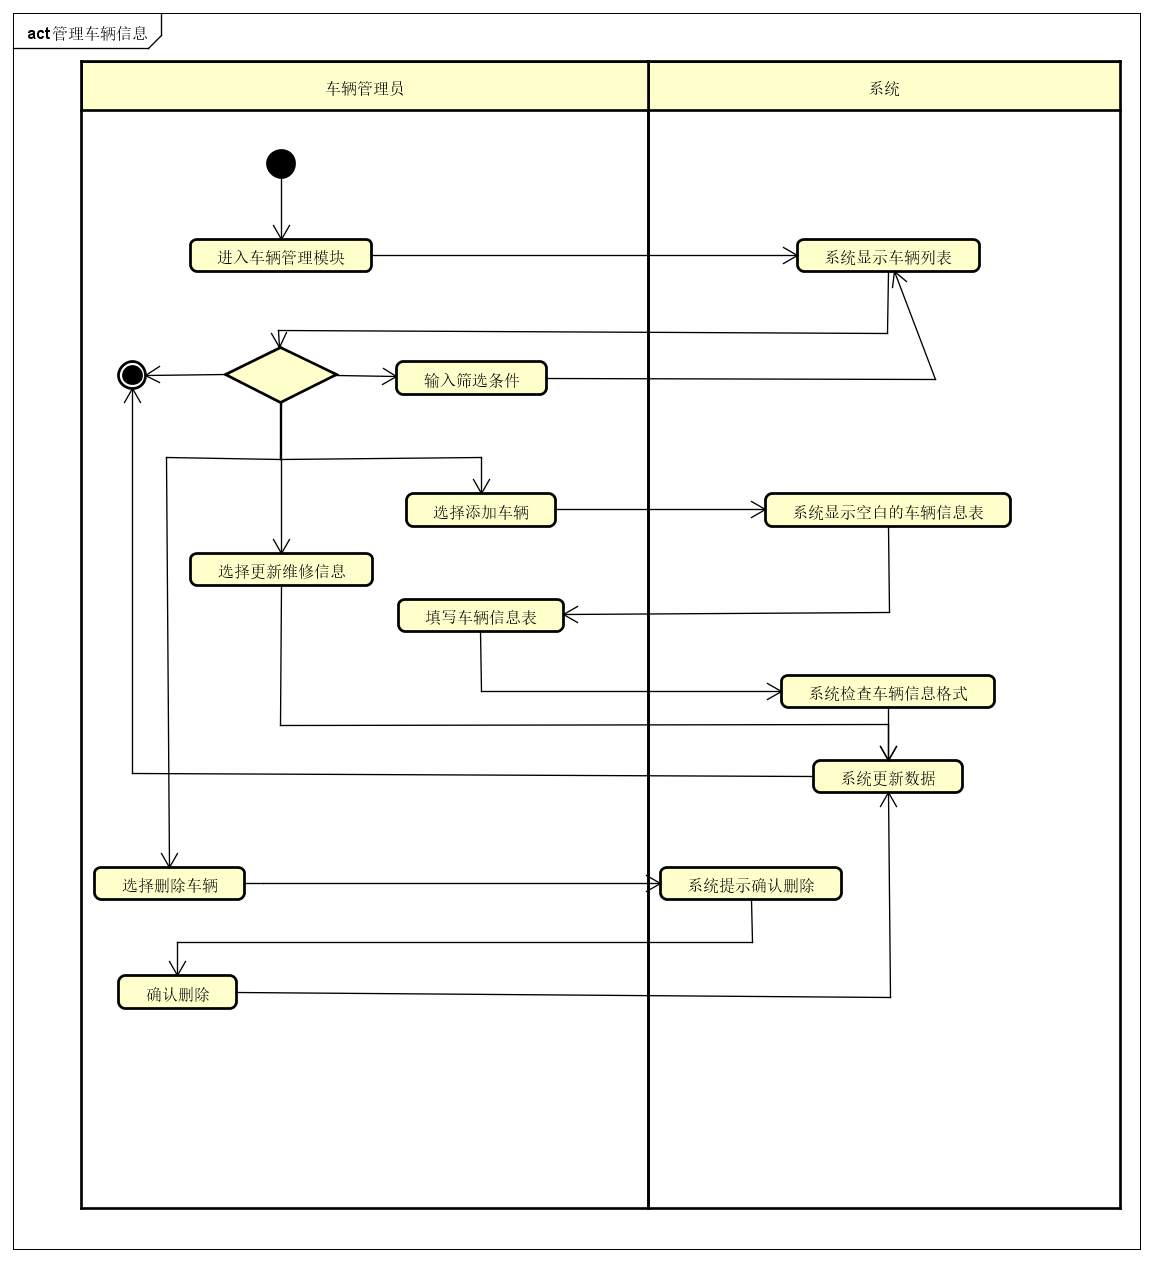 act 管理车辆信息
车辆管理员
系统
进入车辆管理模块
系统显示车辆列表
输入筛选条件
选择添加车辆
系统显示空白的车辆信息表
选择更新维修信息
填写车辆信息表
系统检查车辆信息格式
系统更新数据
选择删除车辆
系统提示确认删除
确认删除